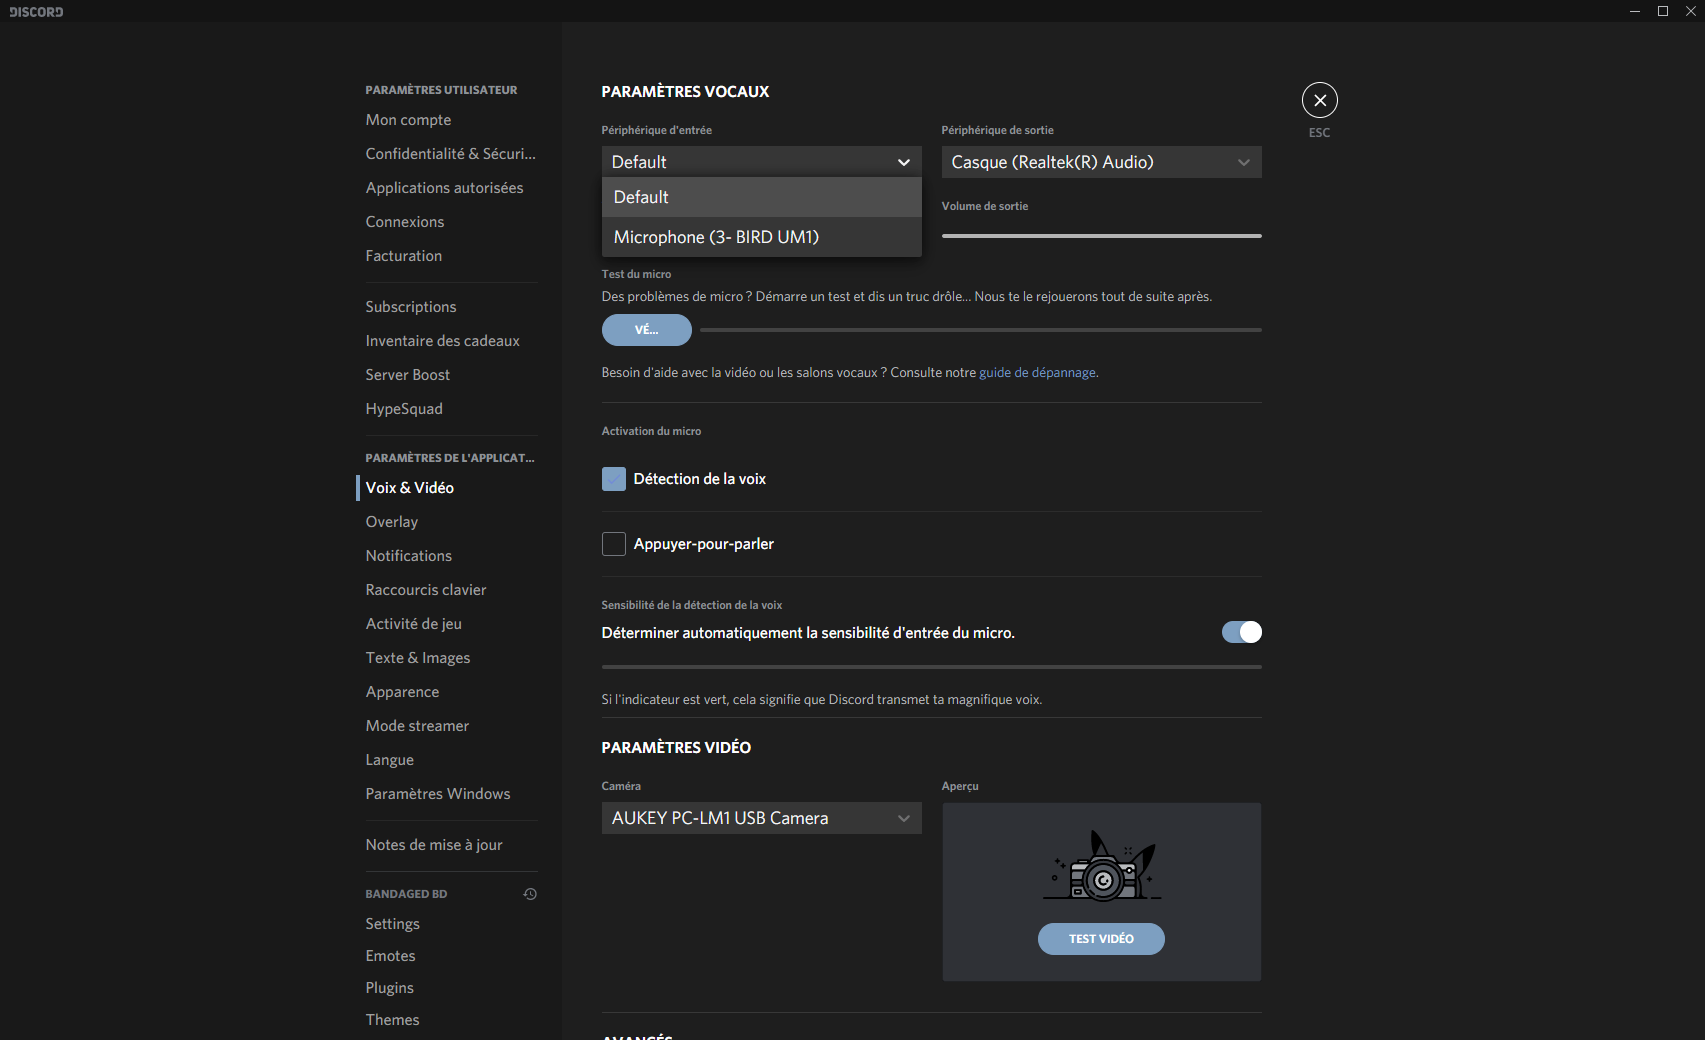 DISCORD
PARAMÈTRES UTILISATEUR
Mon compte
Confidentialité & Sécuri...
Applications autorisées
Connexions
Facturation
Subscriptions
Inventaire des cadeaux
Server Boost
HypeSquad
PARAMÈTRES DE L'APPLICAT...
Voix & Vidéo
Overlay
Notifications
Raccourcis clavier
Activité de jeu
Texte & Images
Apparence
Mode streamer
Langue
Paramètres Windows
Notes de mise à jour
BANDAGED BD
Settings
Emotes
Plugins
Themes
PARAMÈTRES VOCAUX
Périphérique d'entrée
Default
Default
Microphone (3- BIRD UM1)
Périphérique de sortie
Casque (Realtek(R) Audio)
Volume de sortie
ESC
Test du micro
Des problèmes de micro ? Démarre un test et dis un truc drôle... Nous te le rejouerons tout de suite après.
VÉ...
Besoin d'aide avec la vidéo ou les salons vocaux ? Consulte notre guide de dépannage.
Activation du micro
Détection de la voix
Appuyer-pour-parler
Sensibilité de la détection de la voix
Déterminer automatiquement la sensibilité d'entrée du micro.
Si l'indicateur est vert, cela signifie que Discord transmet ta magnifique voix.
PARAMÈTRES VIDÉO
Caméra
AUKEY PC-LM1 USB Camera
Aperçu
TEST VIDÉO
AVANCÉS